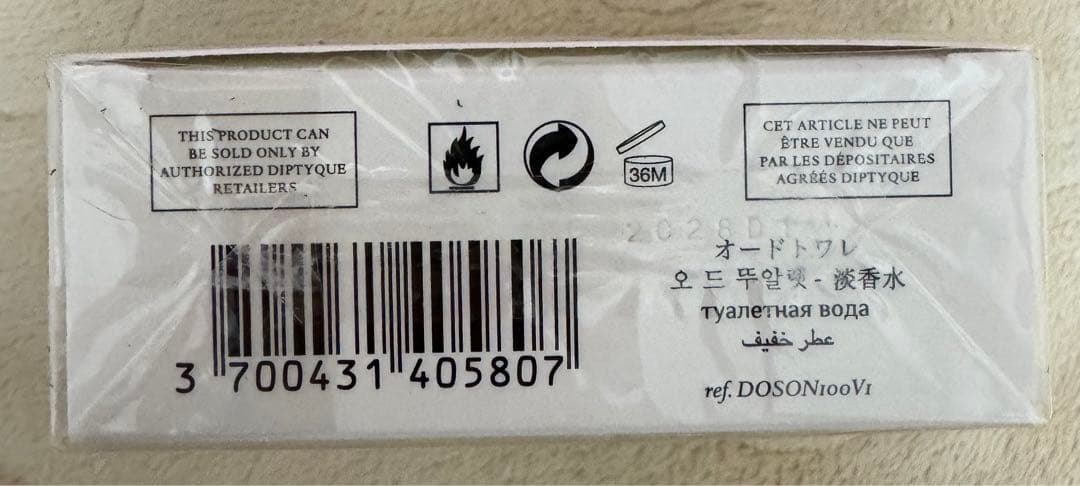 THIS PRODUCT CAN
BE SOLD ONLY BY
AUTHORIZED DIPTYQUE
RETAILERS
36M
CET ARTICLE NE PEUT
ÊTRE VENDU QUE
PAR LES DÉPOSITAIRES
AGRÉÉS DIPTYQUE
2028D
オードトワレ
오 드 뚜알렛 - 淡香水
туалетная вода
عطر خفيف
ref. DOSON100V1
3 700431 405807